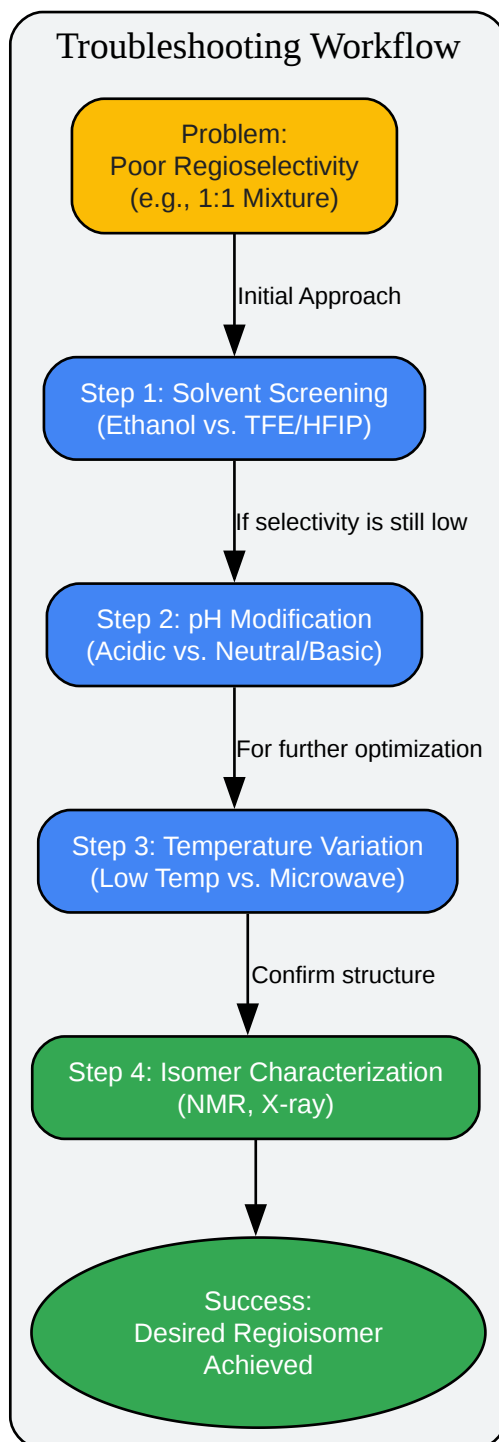 Troubleshooting Workflow
Problem:
Poor Regioselectivity
(e.g., 1:1 Mixture)
Initial Approach
Step 1: Solvent Screening
(Ethanol vs. TFE/HFIP)
If selectivity is still low
Step 2: pH Modification
(Acidic vs. Neutral/Basic)
For further optimization
Step 3: Temperature Variation
(Low Temp vs. Microwave)
Confirm structure
Step 4: Isomer Characterization
(NMR, X-ray)
Success:
Desired Regioisomer
Achieved